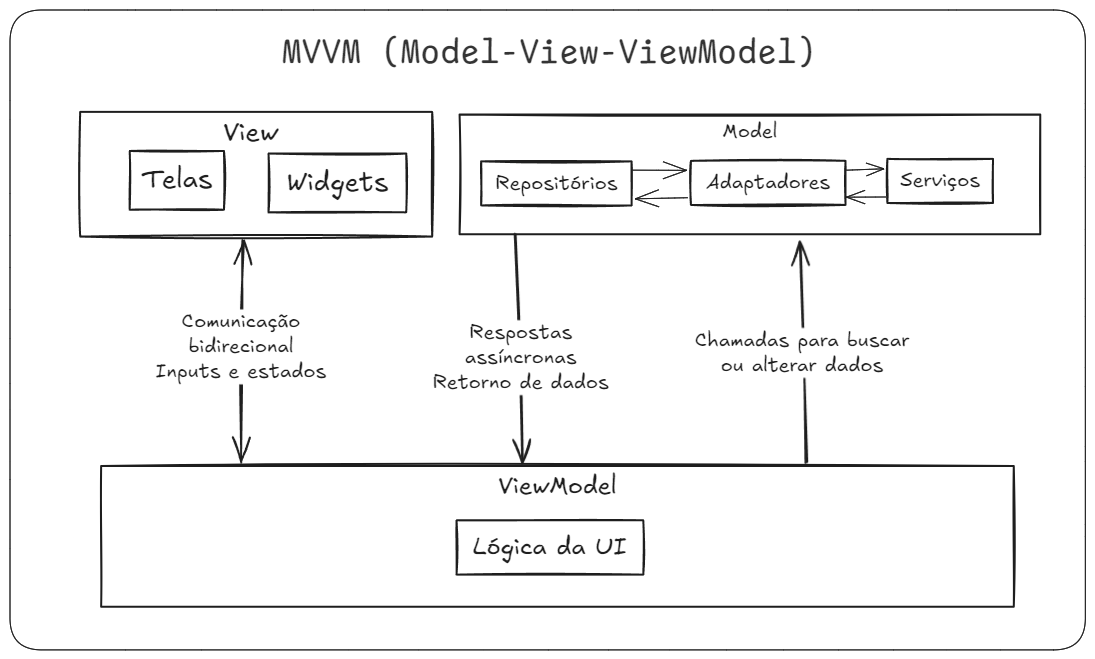 MVVM (Model-View-ViewModel)
View
Telas
Widgets
Model
Repositórios
Adaptadores
Serviços
Comunicação
bidirecional
Inputs e estados
Respostas
assíncronas
Retorno de dados
Chamadas para buscar
ou alterar dados
ViewModel
Lógica da UI